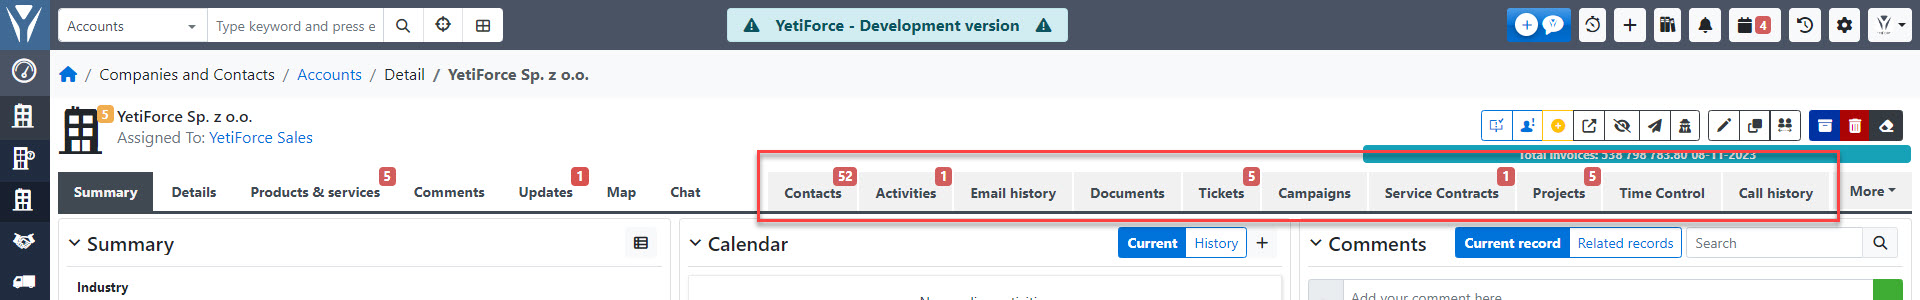 Accounts
Type keyword and press e
YetiForce - Development version
4
/ Companies and Contacts / Accounts / Detail / YetiForce Sp. z o.o.
5
YetiForce Sp. z o.o.
Assigned To: YetiForce Sales
Total invoices: 538 798 783.80 08-11-2023
Summary
Details
Products & services 5
Comments
Updates 1
Map
Chat
Contacts 52
Activities 1
Email history
Documents
Tickets 5
Campaigns
Service Contracts 1
Projects 5
Time Control
Call history
More
Summary
Calendar
Current
History
Comments
Current record
Related records
Search
Industry
Add your comment here